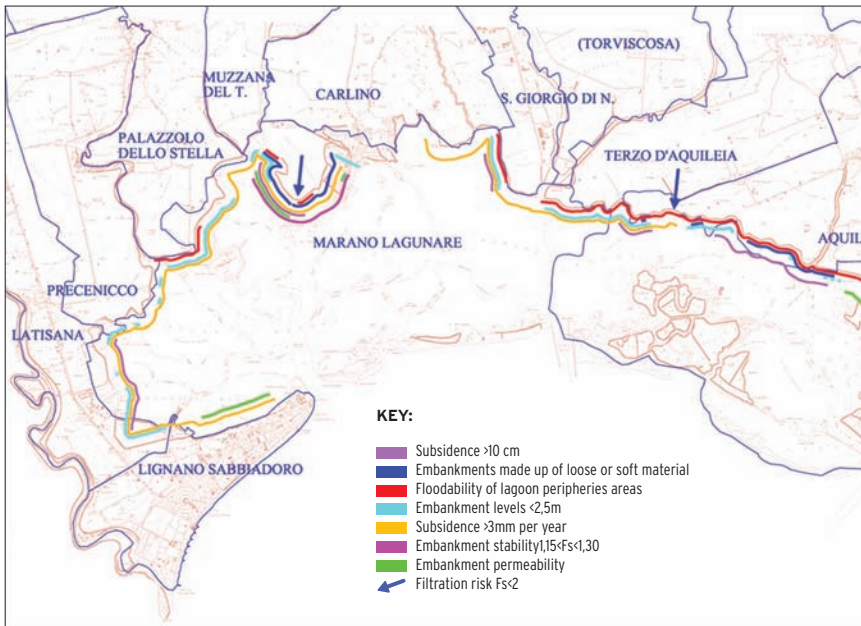 (TORVISCOSA)
MUZZANA
DEL T.
CARLINO
S. GIORGIO DI N.
PALAZZOLO
DELLO STELLA
TERZO D'AQUILEIA
MARANO LAGUNARE
AQUIL
PRECENICCO
LATISANA
LIGNANO SABBIADORO
KEY:
Subsidence >10 cm
Embankments made up of loose or soft material
Floodability of lagoon peripheries areas
Embankment levels <2,5m
Subsidence >3mm per year
Embankment stability1,15<Fs<1,30
Embankment permeability
Filtration risk Fs<2